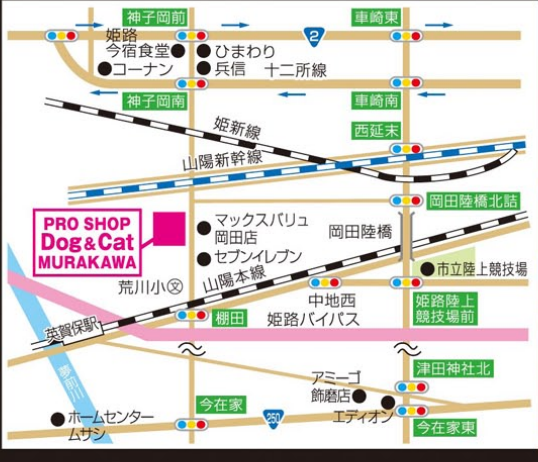 神子岡前
車崎東
2
姫路
今宿食堂
ひまわり
コーナン
兵信
十二所線
神子岡南
車崎南
姫新線
西延末
山陽新幹線
岡田陸橋北詰
PRO SHOP
Dog&Cat
MURAKAWA
マックスバリュ
岡田店
岡田陸橋
セブンイレブン
市立陸上競技場
荒川小
文
山陽本線
中地西
姫路陸上
競技場前
棚田
姫路バイパス
英賀保駅
夢前川
津田神社北
アミーゴ
飾磨店
エディオン
今在家
250
今在家東
ホームセンター
ムサシ